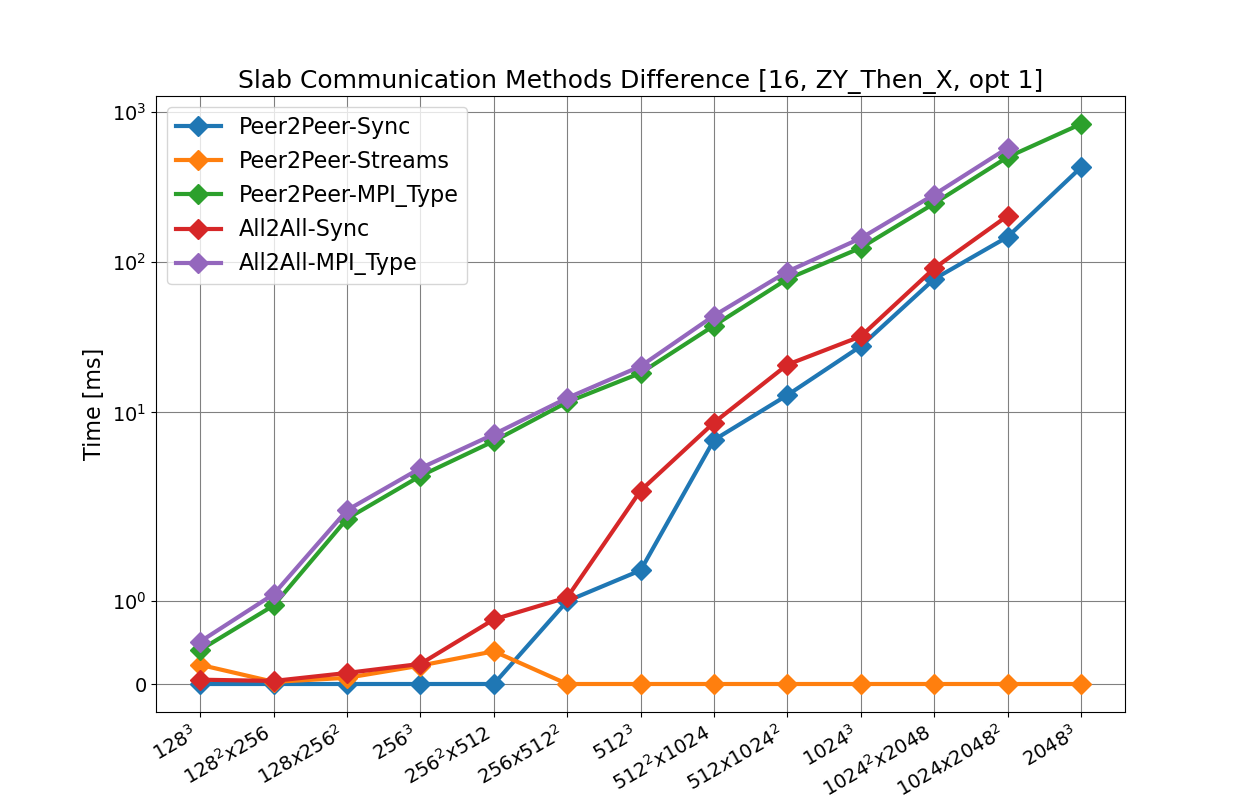 Slab Communication Methods Difference [16, ZY_Then_X, opt 1]
10³
10²
10¹
10⁰
0
Time [ms]
Peer2Peer-Sync
Peer2Peer-Streams
Peer2Peer-MPI_Type
All2All-Sync
All2All-MPI_Type
128³
128²x256
128x256²
256³
256²x512
256x512²
512³
512²x1024
512x1024²
1024³
1024²x2048
1024x2048²
2048³